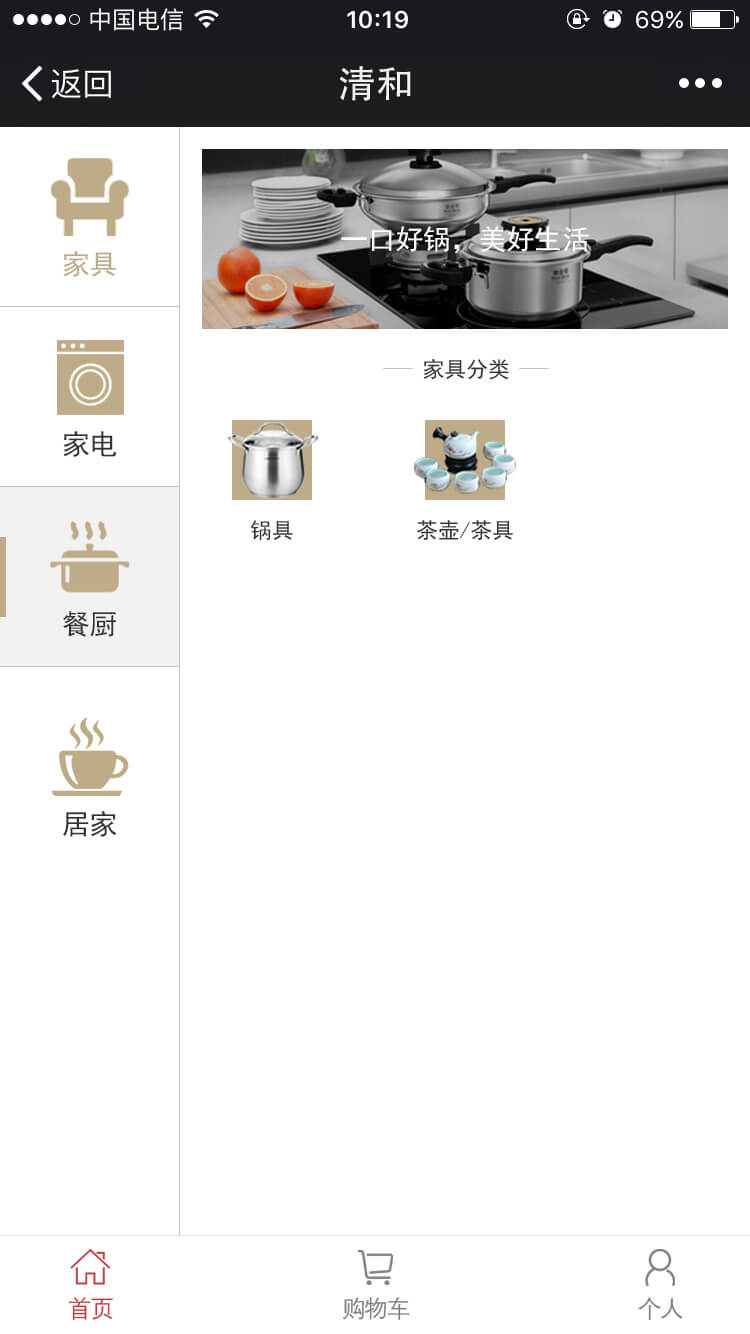 中国电信 10:19 69%
返回 清和
家具
家电
餐厨
居家
一口好锅，美好生活
家具分类
锅具 茶壶/茶具
首页 购物车 个人